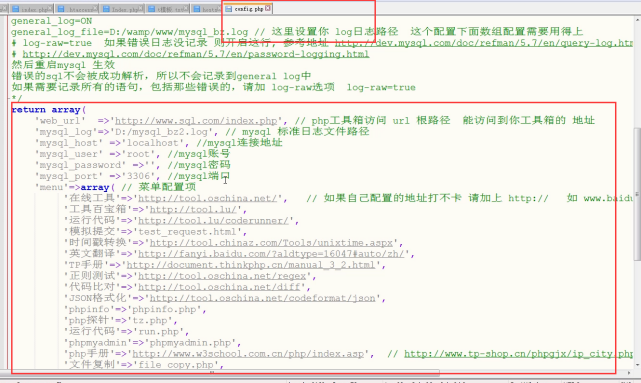 config.php
general_log=ON
general_log_file=D:/wamp/www/mysql_bz.log // 这里设置你 log日志路径 这个配置下面数组配置需要用得上
# log-raw=true 如果错误日志没记录 则开启这行, 参考地址 http://dev.mysql.com/doc/refman/5.7/en/query-log.htm
# http://dev.mysql.com/doc/refman/5.7/en/password-logging.html
然后重启mysql 生效
错误的sql不会被成功解析，所以不会记录到general log中
如果需要记录所有的语句，包括那些错误的，请加 log-raw选项 log-raw=true
*/
return array(
'web_url' =>'http://www.sql.com/index.php', // php工具箱访问 url 根路径 能访问到你工具箱的 地址
'mysql_log'=>'D:/mysql_bz2.log', // mysql 标准日志文件路径
'mysql_host' =>'localhost', //mysql连接地址
'mysql_user' =>'root', //mysql账号
'mysql_password' =>'', //mysql密码
'mysql_port' =>'3306', //mysql端口
'menu'=>array( // 菜单配置项
'在线工具'=>'http://tool.oschina.net/', // 如果自己配置的地址打不卡 请加上 http:// 如 www.baidu
'工具百宝箱'=>'http://tool.lu/',
'运行代码'=>'http://tool.lu/coderunner/',
'模拟提交'=>'test_request.html',
'时间戳转换'=>'http://tool.chinaz.com/Tools/unixtime.aspx',
'英文翻译'=>'http://fanyi.baidu.com/?aldtype=16047#auto/zh/',
'TP手册'=>'http://document.thinkphp.cn/manual_3_2.html',
'正则测试'=>'http://tool.oschina.net/regex',
'代码比对'=>'http://tool.oschina.net/diff',
'JSON格式化'=>'http://tool.oschina.net/codeformat/json',
'phpinfo'=>'phpinfo.php',
'php探针'=>'tz.php',
'运行代码'=>'run.php',
'phpmyadmin'=>'phpmyadmin.php',
'php手册'=>'http://www.w3school.com.cn/php/index.asp', // http://www.tp-shop.cn/phpgjx/ip_city.php
'文件复制'=>'file_copy.php',